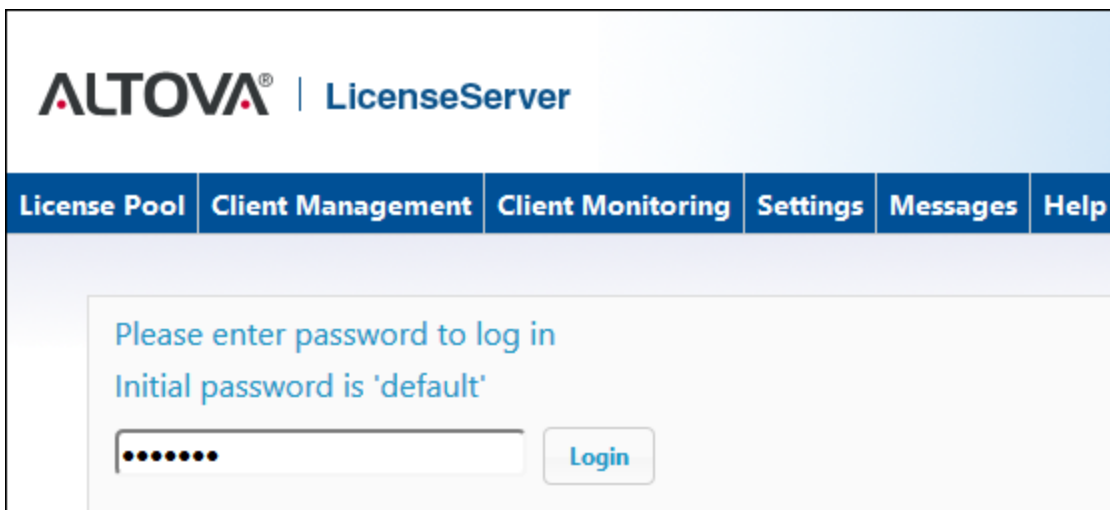 ALTOVA® | LicenseServer
License Pool Client Management Client Monitoring Settings Messages Help
Please enter password to log in
Initial password is 'default'
••••••• Login